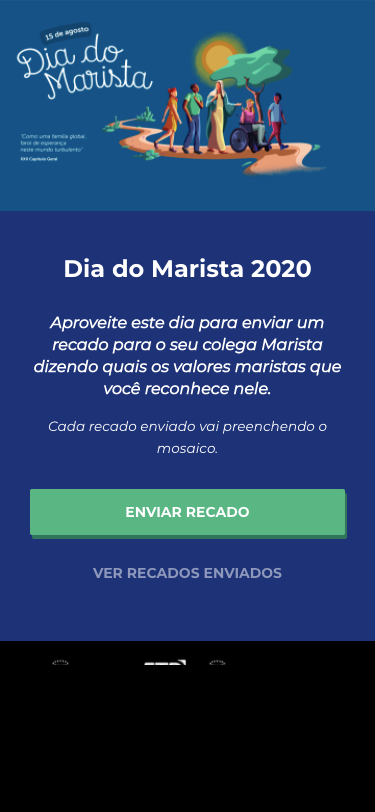 15 de agosto
Dia do
Marista
"Como uma família global,
farol de esperança
neste mundo turbulento"
XXII Capítulo Geral
Dia do Marista 2020
Aproveite este dia para enviar um
recado para o seu colega Marista
dizendo quais os valores maristas que
você reconhece nele.
Cada recado enviado vai preenchendo o
mosaico.
ENVIAR RECADO
VER RECADOS ENVIADOS